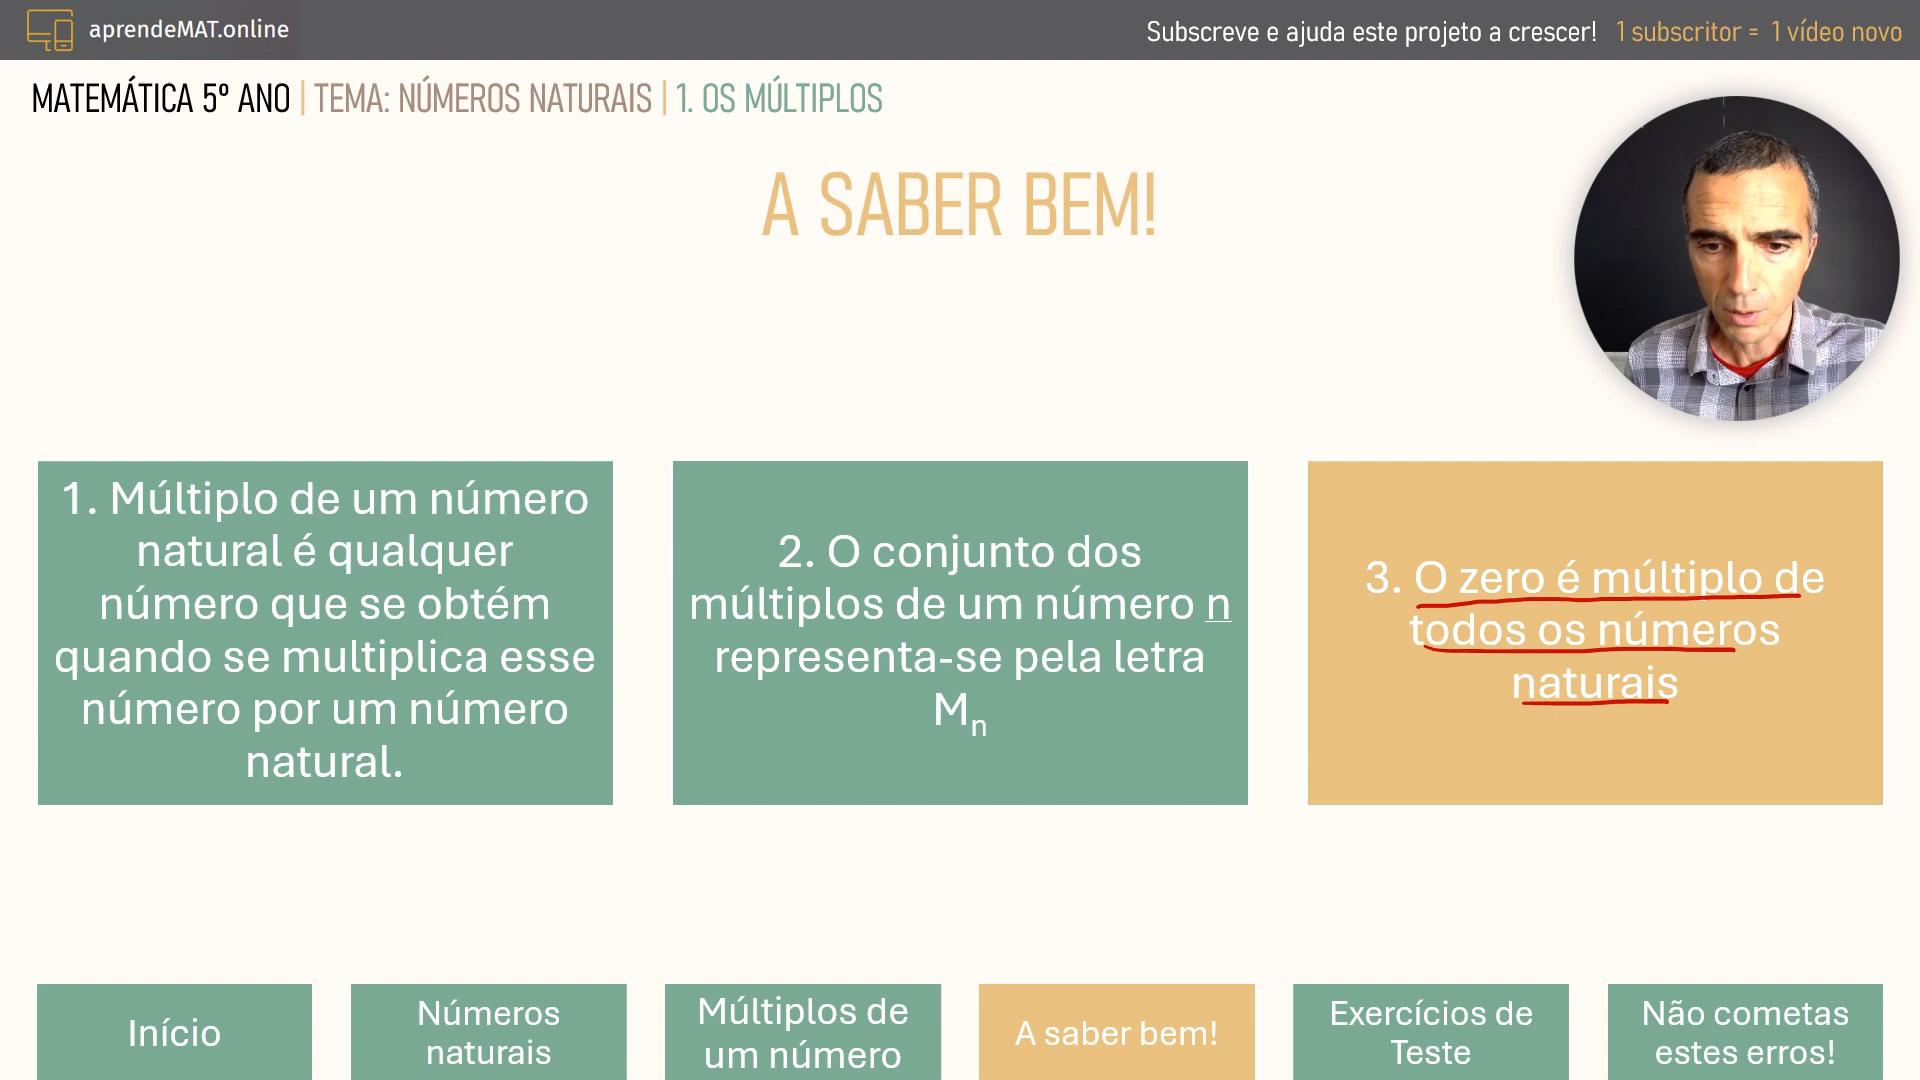 aprendeMAT.online
Subscreve e ajuda este projeto a crescer! 1 subscritor = 1 vídeo novo
MATEMÁTICA 5º ANO | TEMA: NÚMEROS NATURAIS | 1. OS MÚLTIPLOS
A SABER BEM!
1. Múltiplo de um número
natural é qualquer
número que se obtém
quando se multiplica esse
número por um número
natural.
2. O conjunto dos
múltiplos de um número n
representa-se pela letra
Mn
3. O zero é múltiplo de
todos os números
naturais
Início
Números
naturais
Múltiplos de
um número
A saber bem!
Exercícios de
Teste
Não cometas
estes erros!